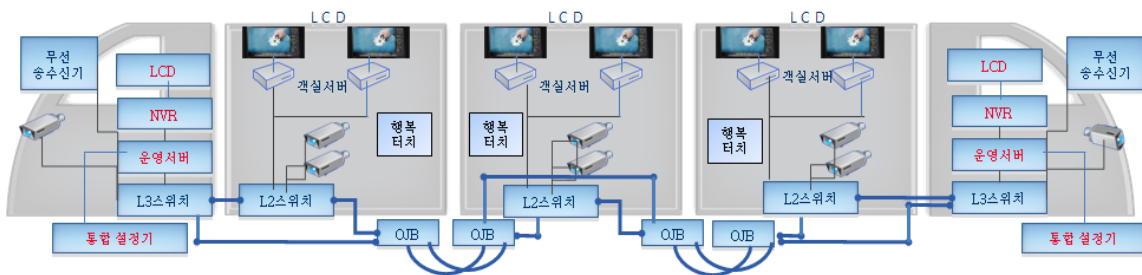 LCD
LCD
LCD
무선
송수신기
LCD
NVR
운영서버
L3스위치
통합 설정기
객실서버
행복
터치
L2스위치
OJB
OJB
객실서버
행복
터치
L2스위치
OJB
OJB
객실서버
행복
터치
L2스위치
무선
송수신기
LCD
NVR
운영서버
L3스위치
통합 설정기